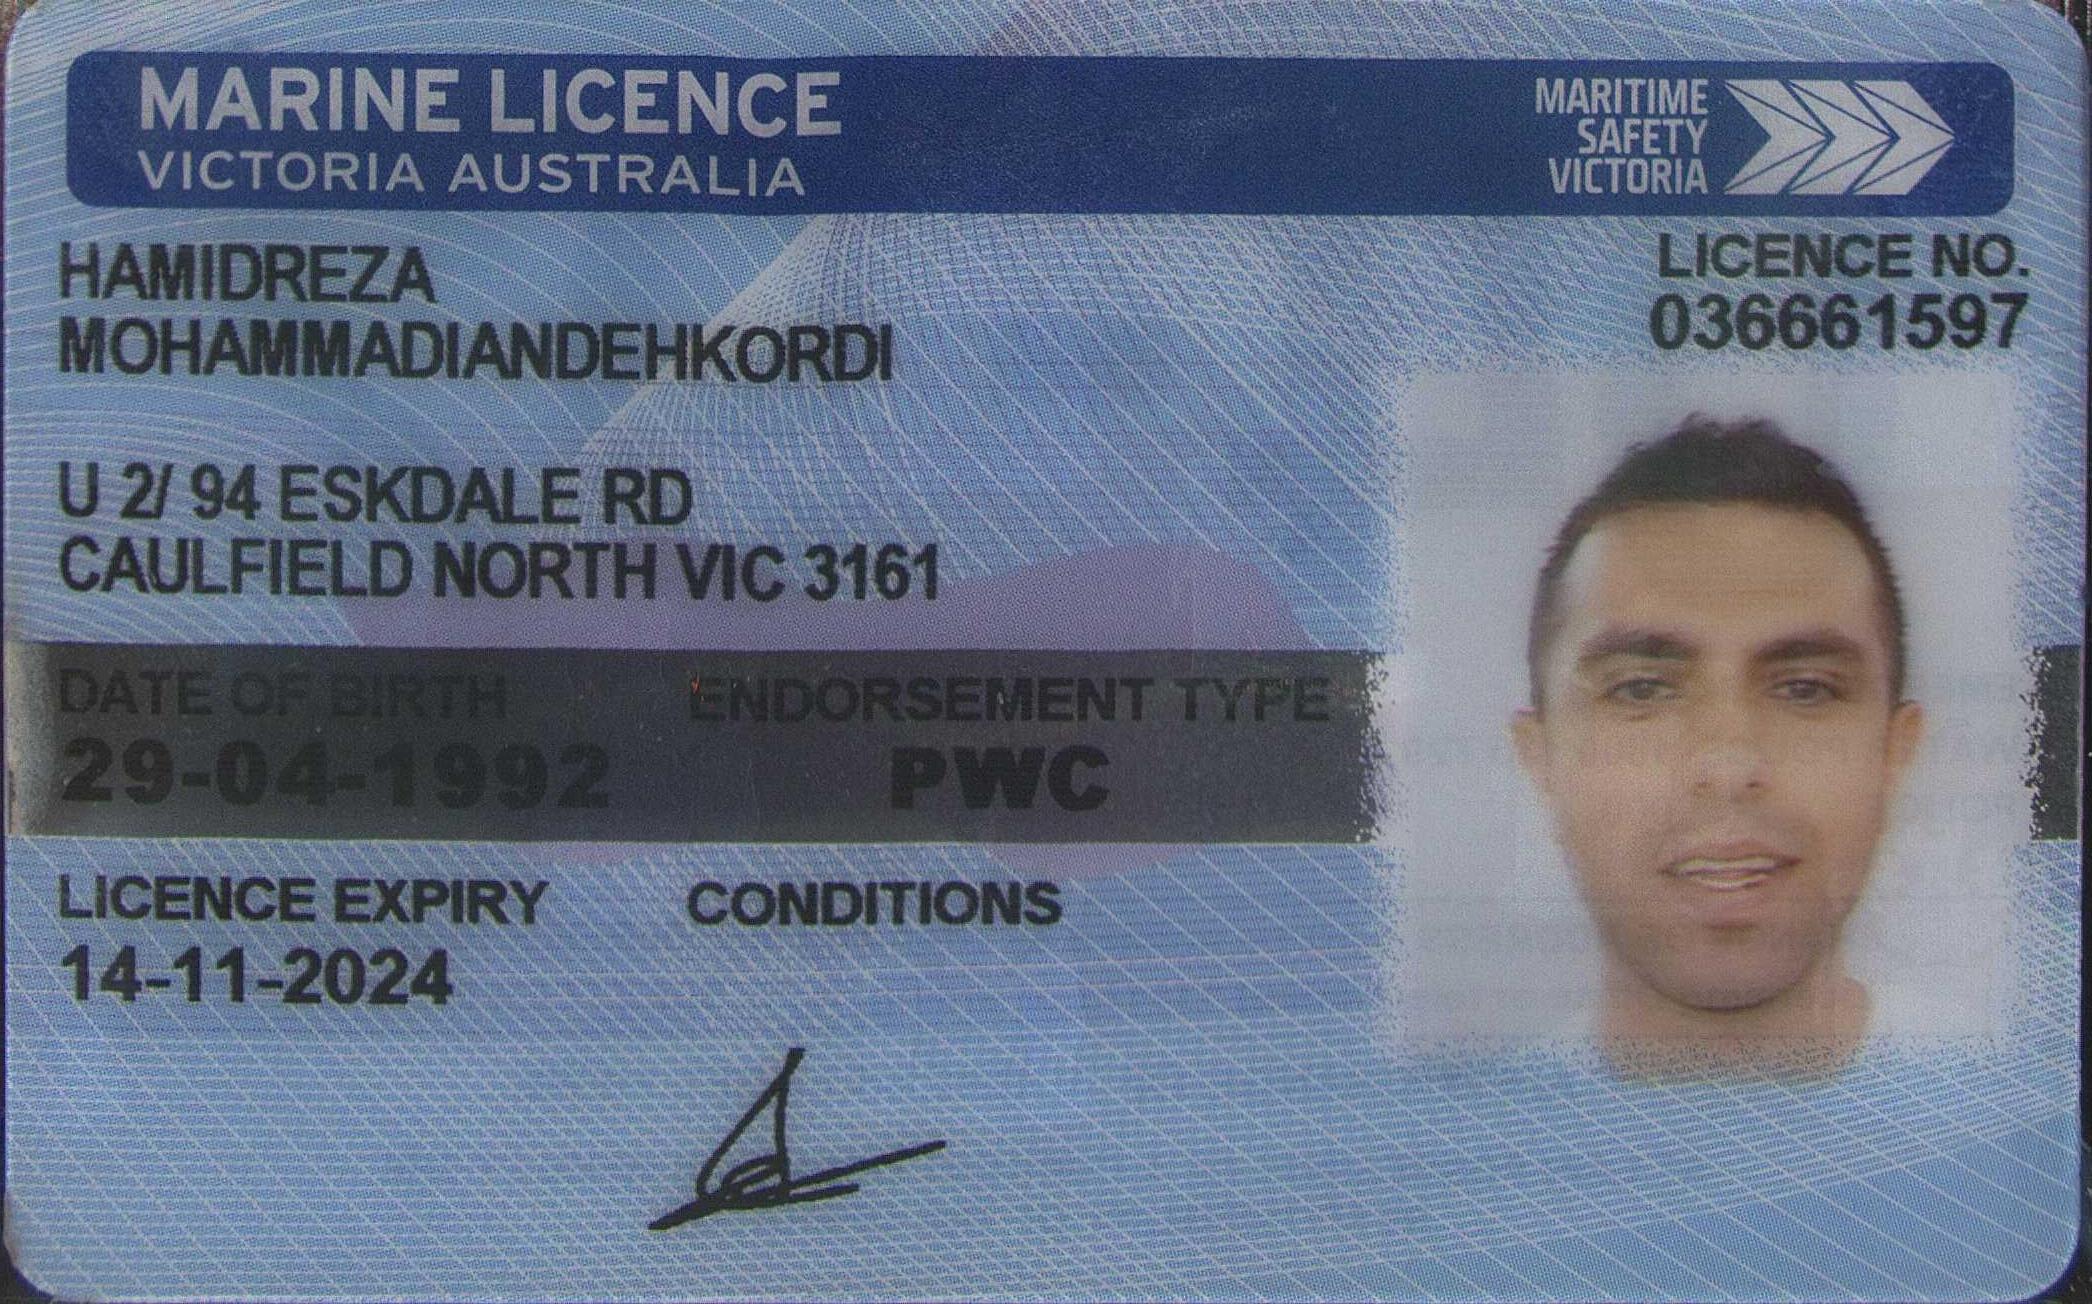 MARINE LICENCE
VICTORIA AUSTRALIA
MARITIME
SAFETY
VICTORIA
HAMIDREZA
MOHAMMADIANDEHKORDI
LICENCE NO.
036661597
U 2/ 94 ESKDALE RD
CAULFIELD NORTH VIC 3161
DATE OF BIRTH ENDORSEMENT TYPE
29-04-1992 PWC
LICENCE EXPIRY CONDITIONS
14-11-2024